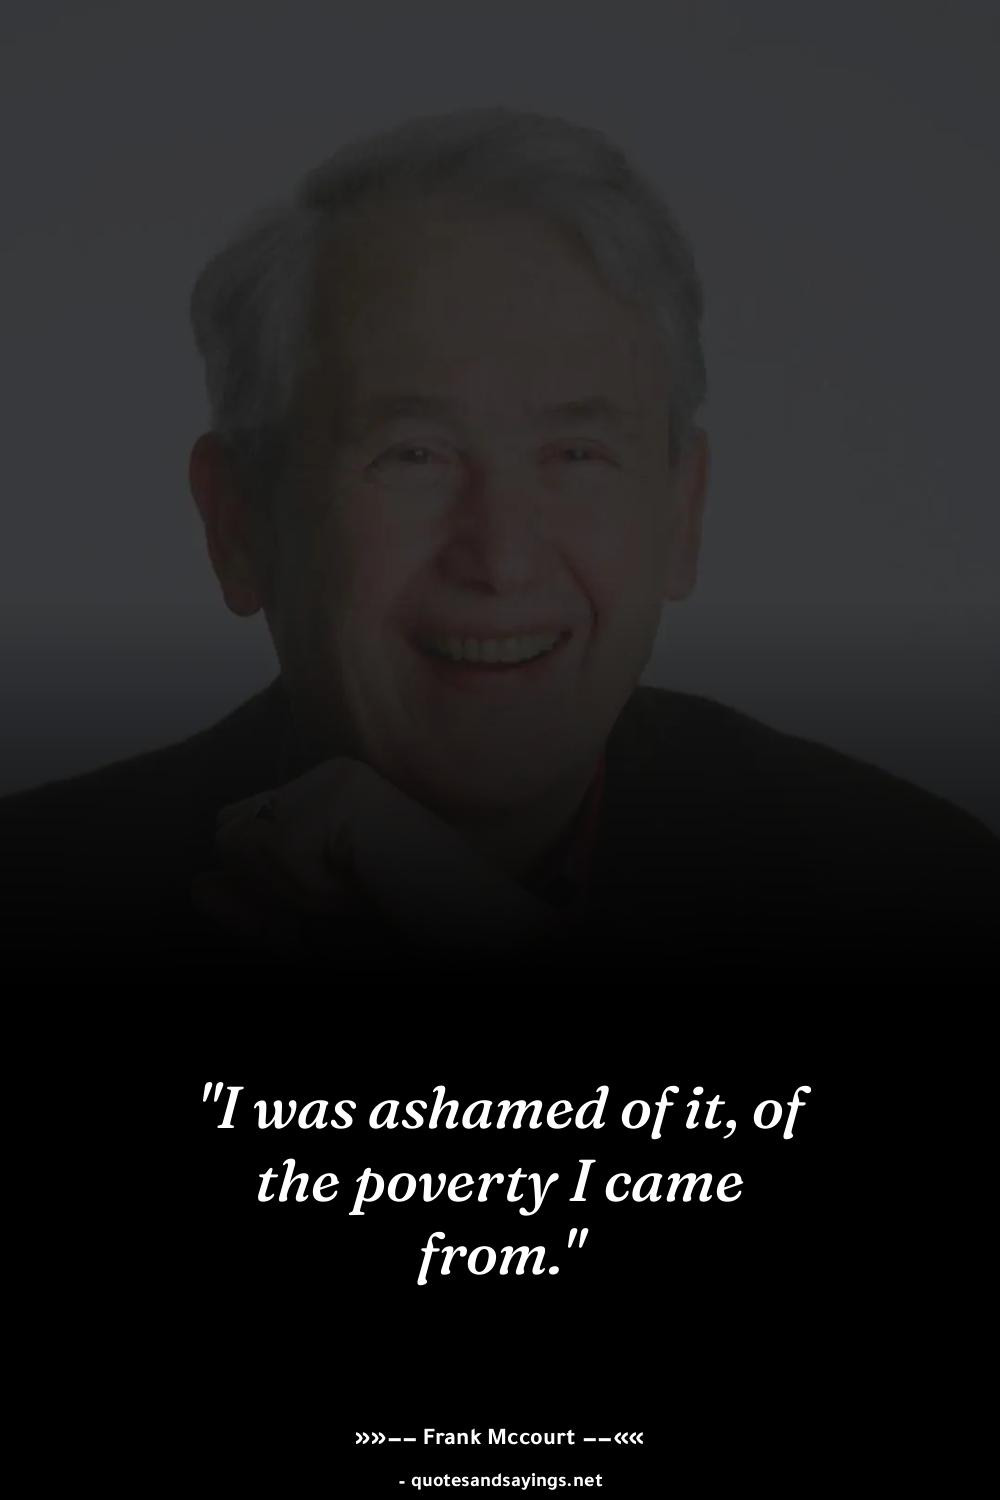 "I was ashamed of it, of
the poverty I came
from."
»»–– Frank Mccourt ––««
- quotesandsayings.net